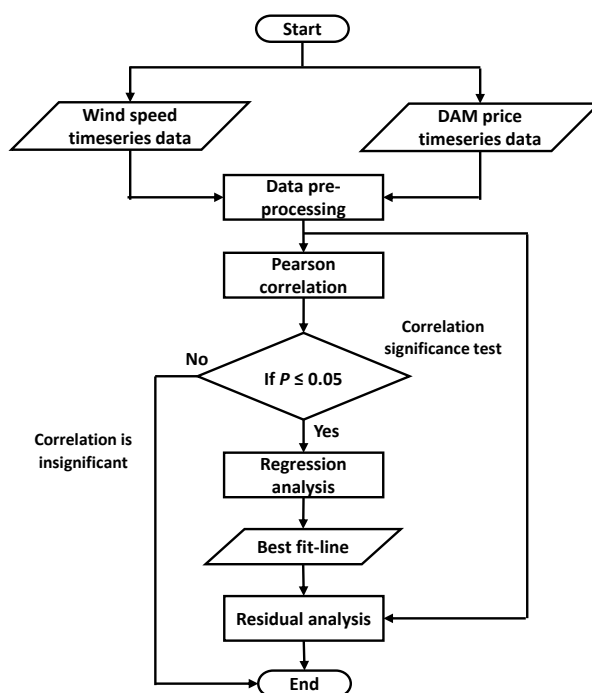 Start
Wind speed
timeseries data
DAM price
timeseries data
Data pre-
processing
Pearson
correlation
Correlation
significance test
No
If P ≤ 0.05
Yes
Correlation is
insignificant
Regression
analysis
Best fit-line
Residual analysis
End